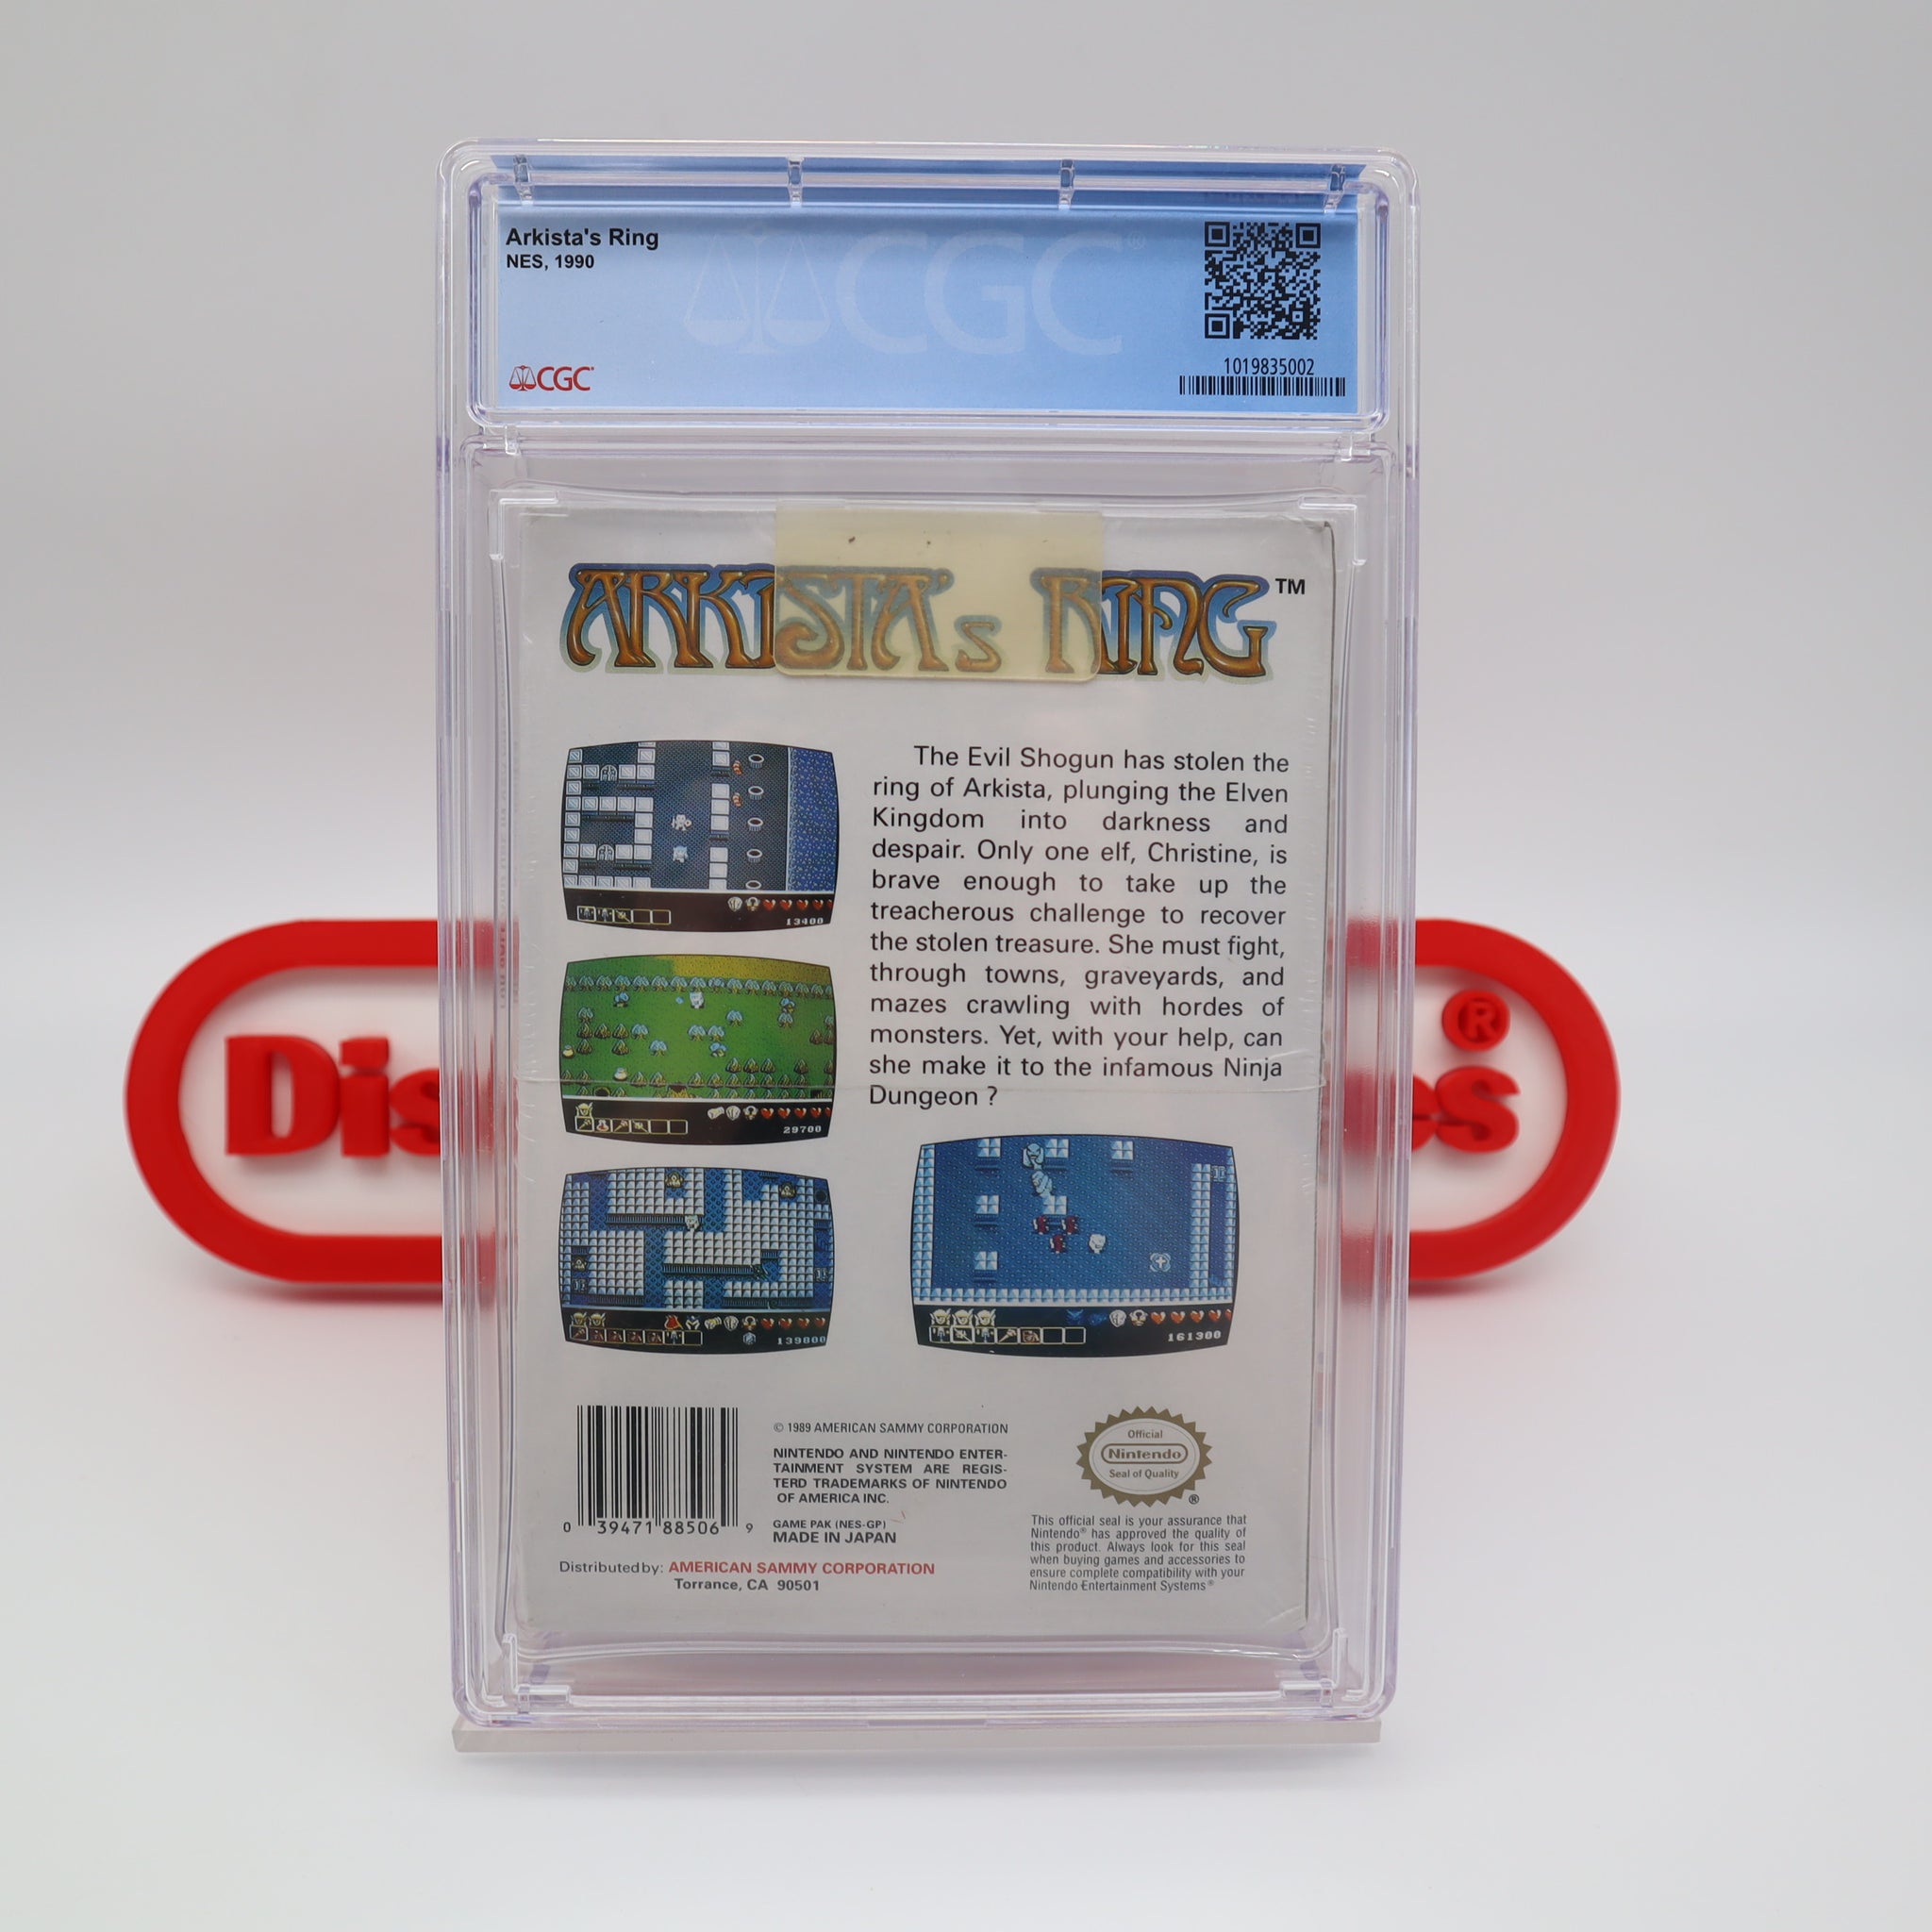 Arkista's Ring
NES, 1990
CGC
CGC
1019835002
ARKISTA's RING™
The Evil Shogun has stolen the
ring of Arkista, plunging the Elven
Kingdom into darkness and
despair. Only one elf, Christine, is
brave enough to take up the
treacherous challenge to recover
the stolen treasure. She must fight,
through towns, graveyards, and
mazes crawling with hordes of
monsters. Yet, with your help, can
she make it to the infamous Ninja
Dungeon ?
13400
29700
139800
161300
0 39471 88506 9
© 1989 AMERICAN SAMMY CORPORATION
NINTENDO AND NINTENDO ENTER-
TAINMENT SYSTEM ARE REGIS-
TERD TRADEMARKS OF NINTENDO
OF AMERICA INC.
GAME PAK (NES-GP)
MADE IN JAPAN
Distributed by: AMERICAN SAMMY CORPORATION
Torrance, CA 90501
Official
Nintendo
Seal of Quality
®
This official seal is your assurance that
Nintendo® has approved the quality of
this product. Always look for this seal
when buying games and accessories to
ensure complete compatibility with your
Nintendo Entertainment Systems®
Dis
es
®